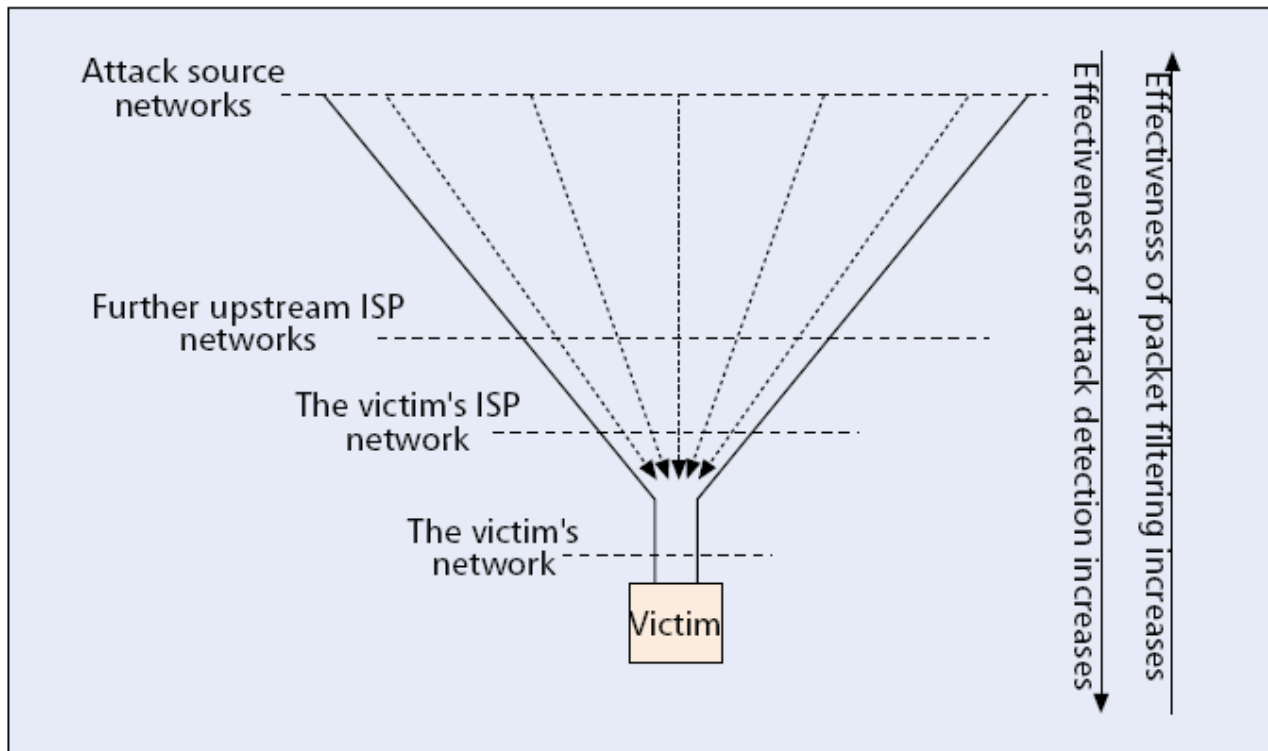 Attack source
networks
Further upstream ISP
networks
The victim's ISP
network
The victim's
network
Victim
Effectiveness of attack detection increases
Effectiveness of packet filtering increases